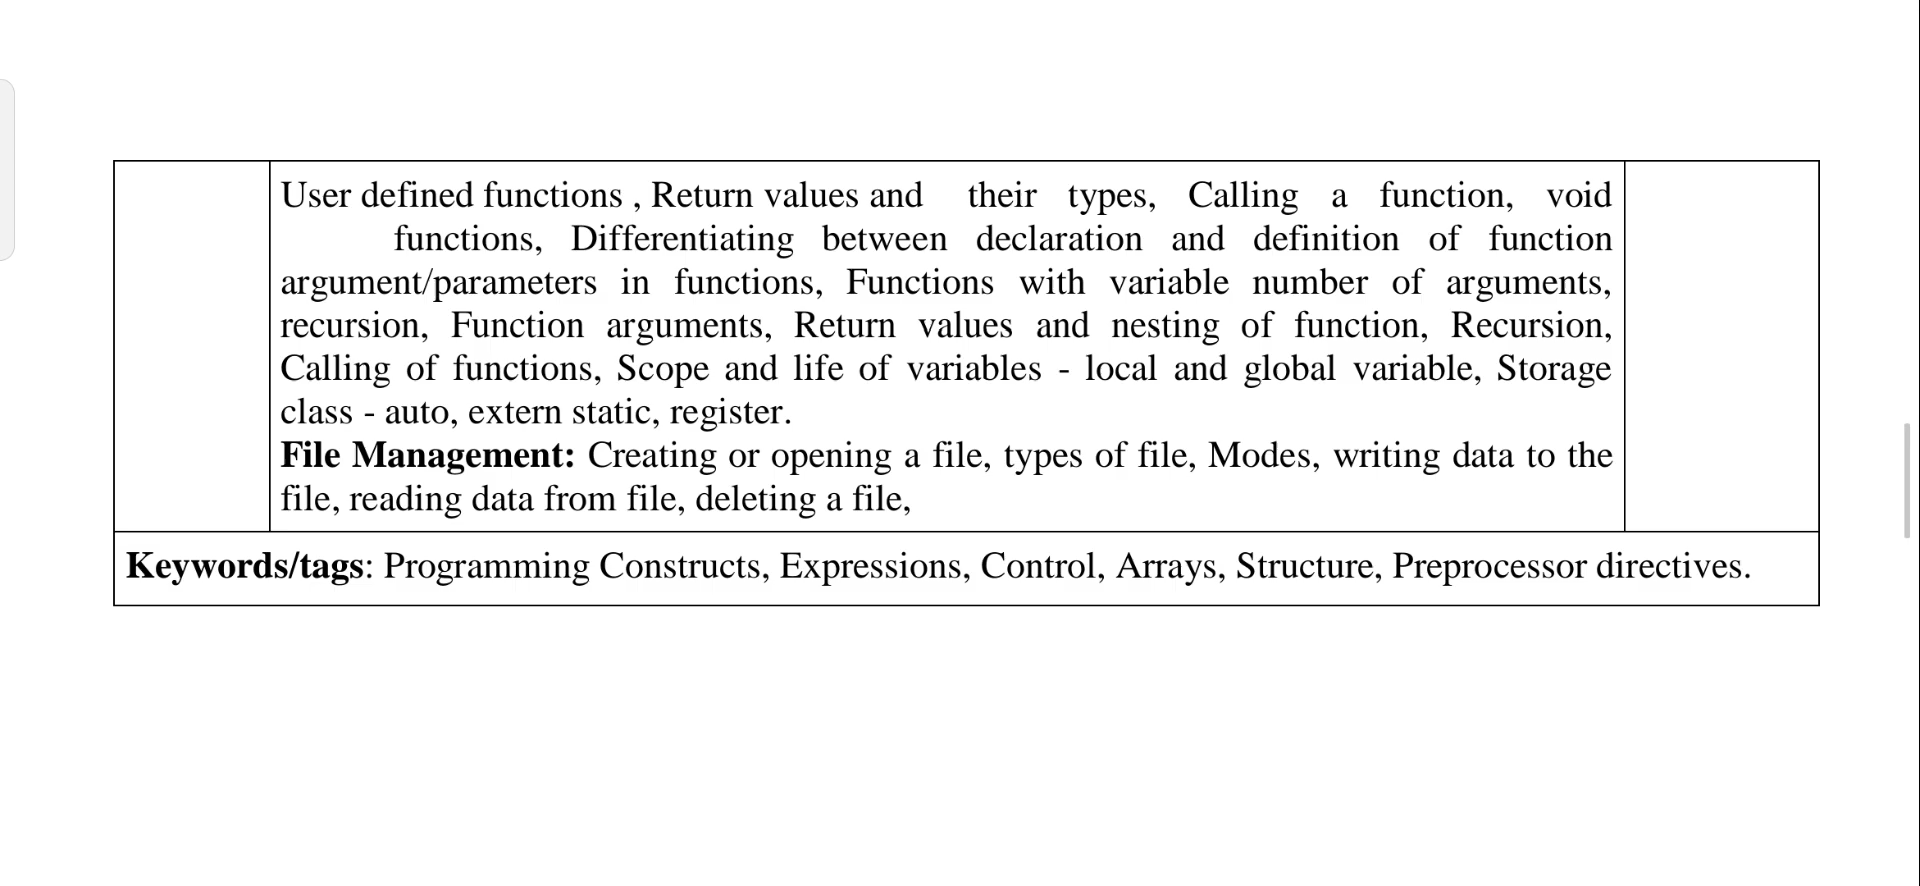 User defined functions , Return values and their types, Calling a function, void
functions, Differentiating between declaration and definition of function
argument/parameters in functions, Functions with variable number of arguments,
recursion, Function arguments, Return values and nesting of function, Recursion,
Calling of functions, Scope and life of variables - local and global variable, Storage
class - auto, extern static, register.
File Management: Creating or opening a file, types of file, Modes, writing data to the
file, reading data from file, deleting a file,
Keywords/tags: Programming Constructs, Expressions, Control, Arrays, Structure, Preprocessor directives.